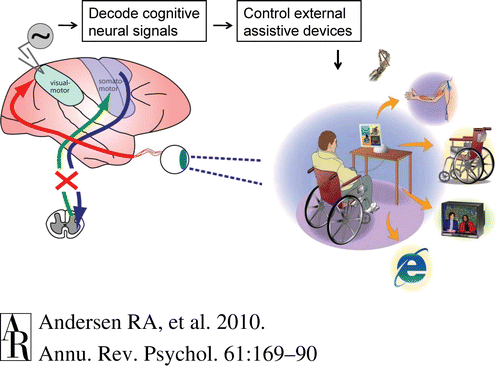 Decode cognitive
neural signals
Control external
assistive devices
visual-
motor
somato-
motor
AR
Andersen RA, et al. 2010.
Annu. Rev. Psychol. 61:169–90